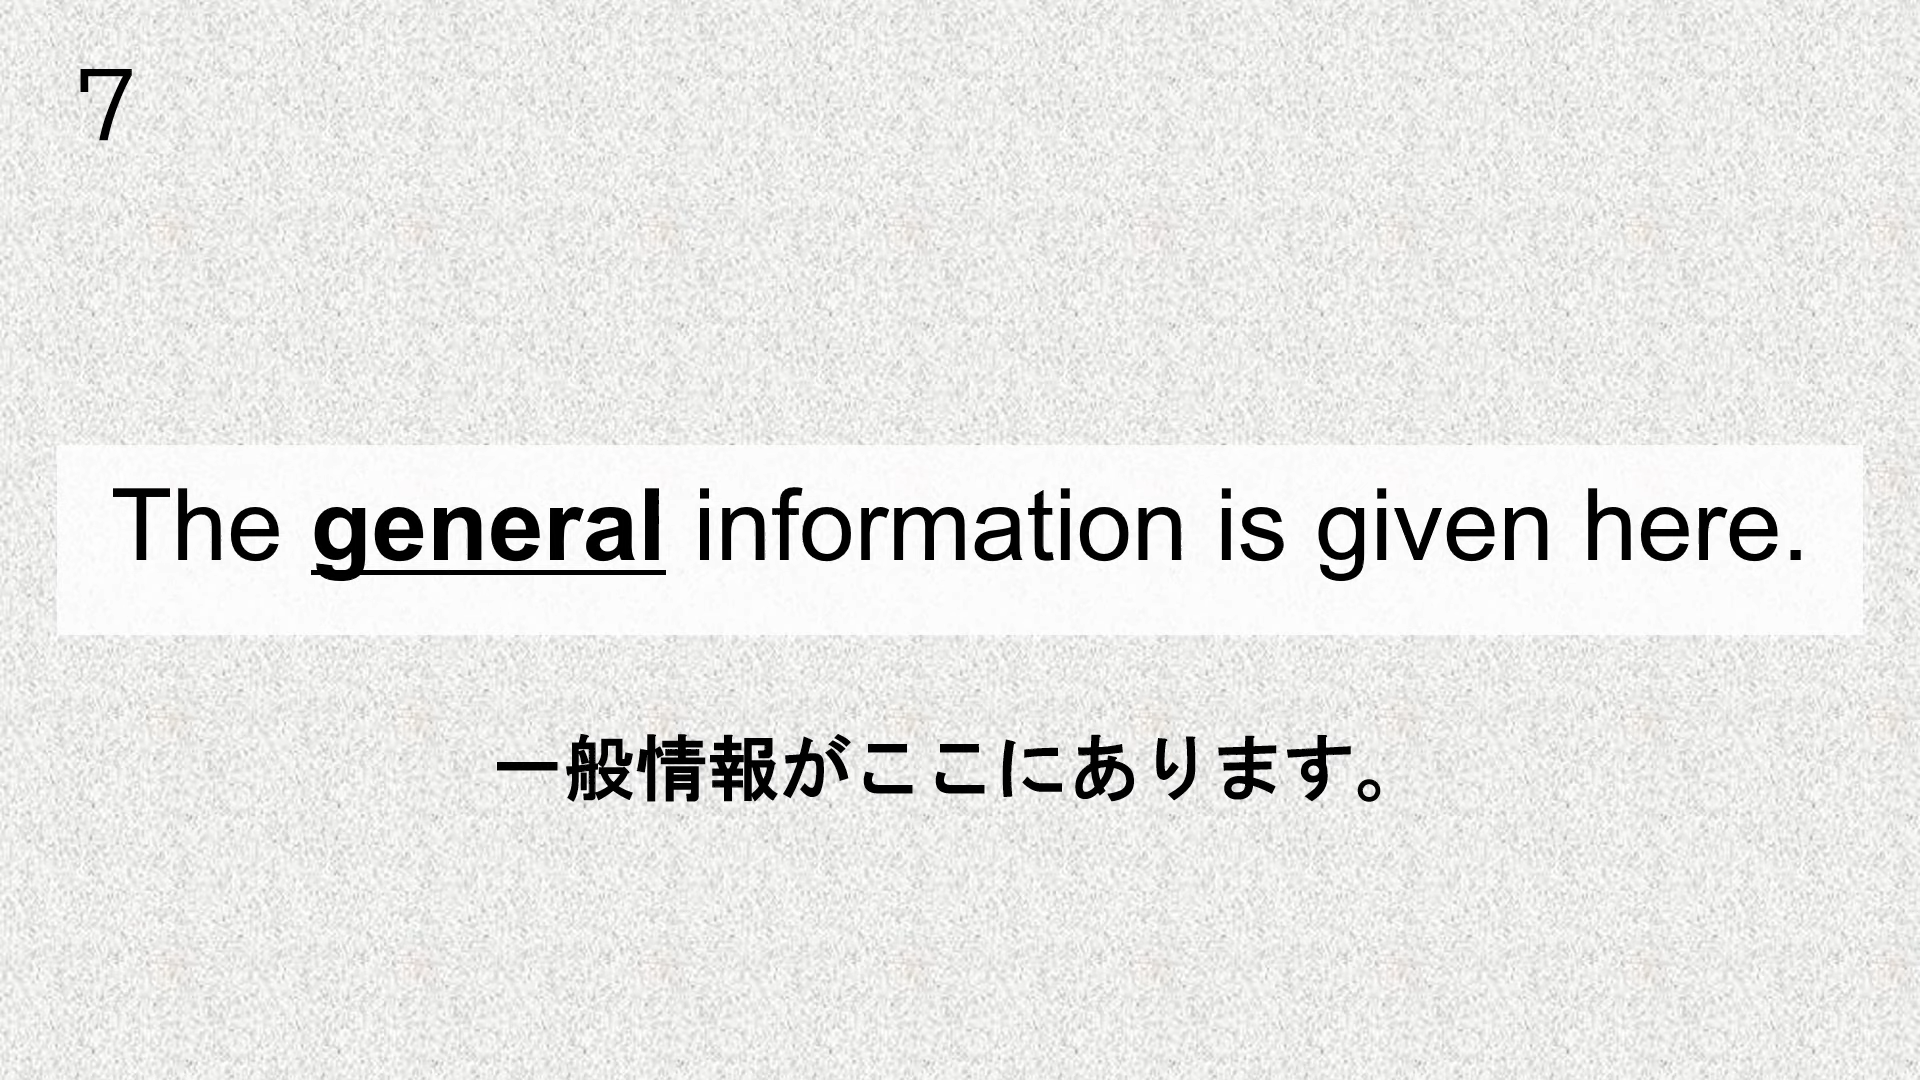 7
The general information is given here.
一般情報がここにあります。